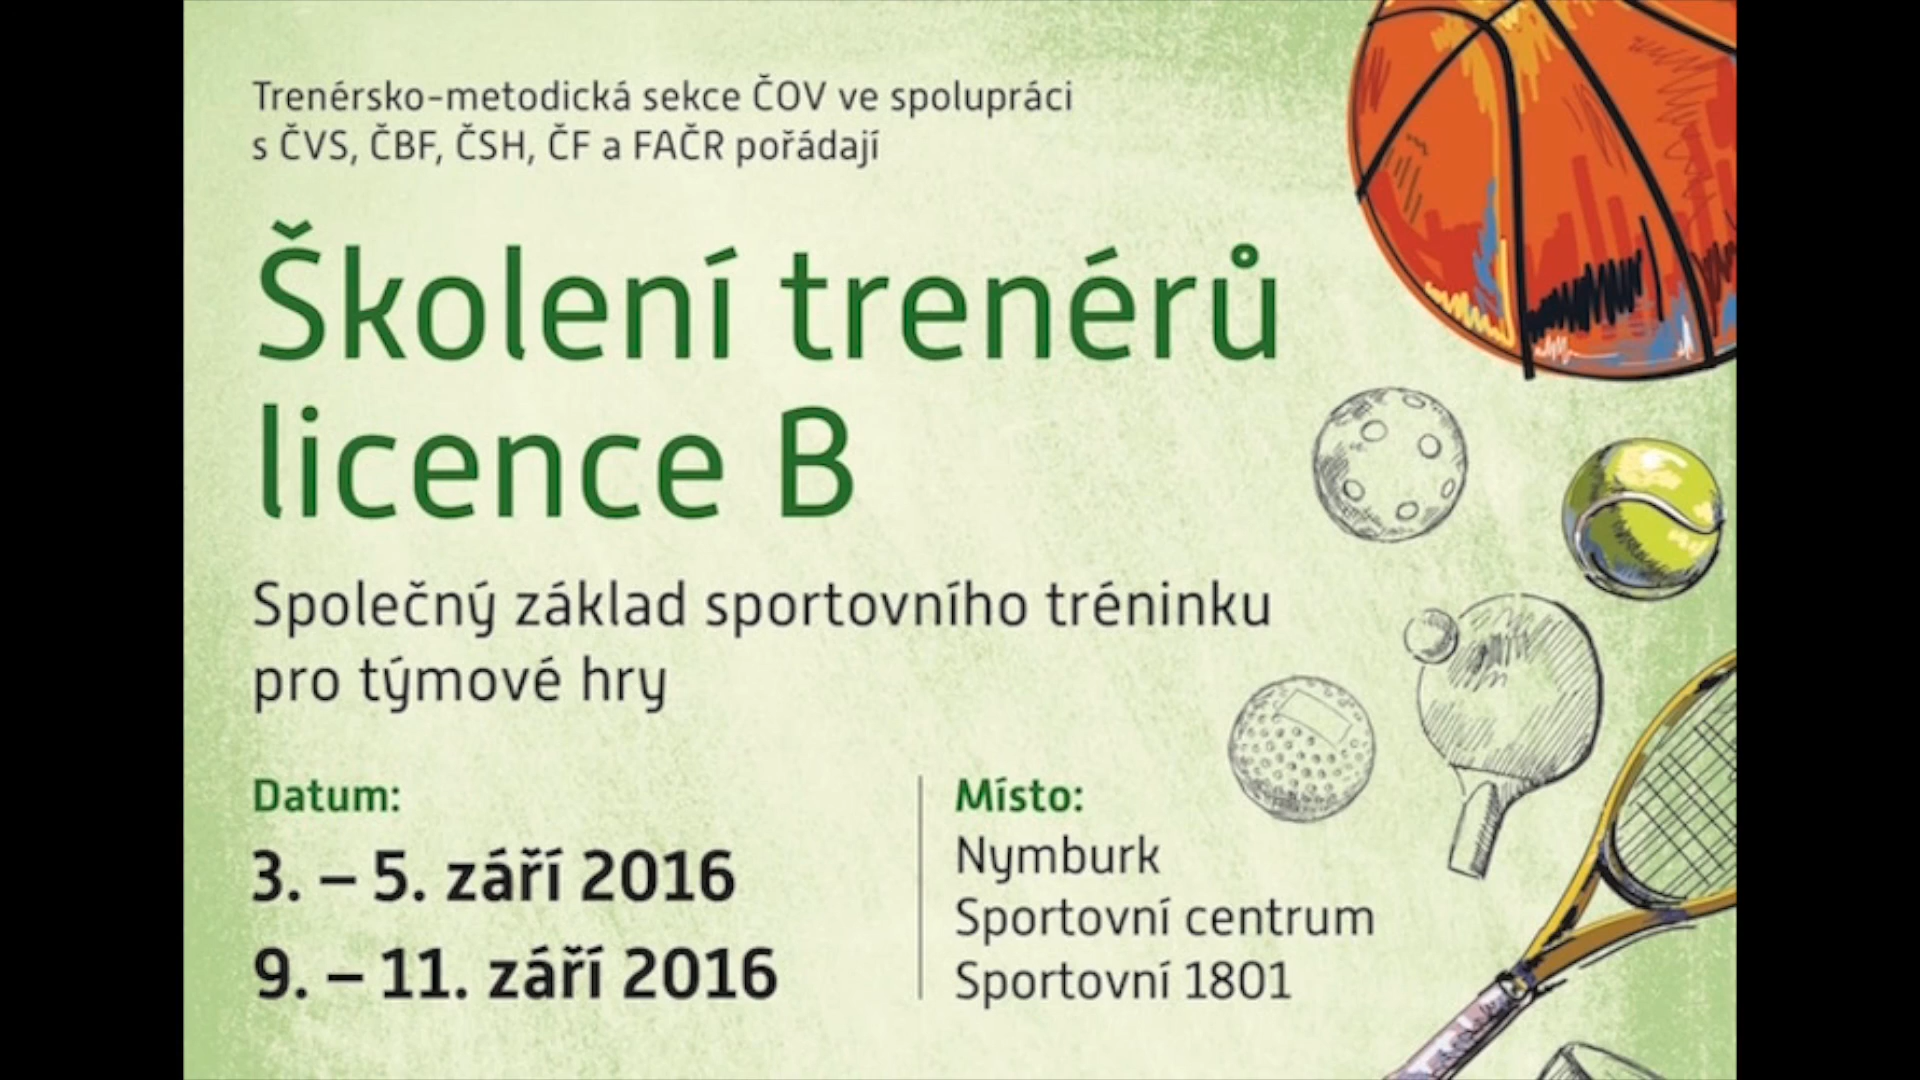 Trenérsko-metodická sekce ČOV ve spolupráci
s ČVS, ČBF, ČSH, ČF a FAČR pořádají
Školení trenérů
licence B
Společný základ sportovního tréninku
pro týmové hry
Datum:
3. – 5. září 2016
9. – 11. září 2016
Místo:
Nymburk
Sportovní centrum
Sportovní 1801